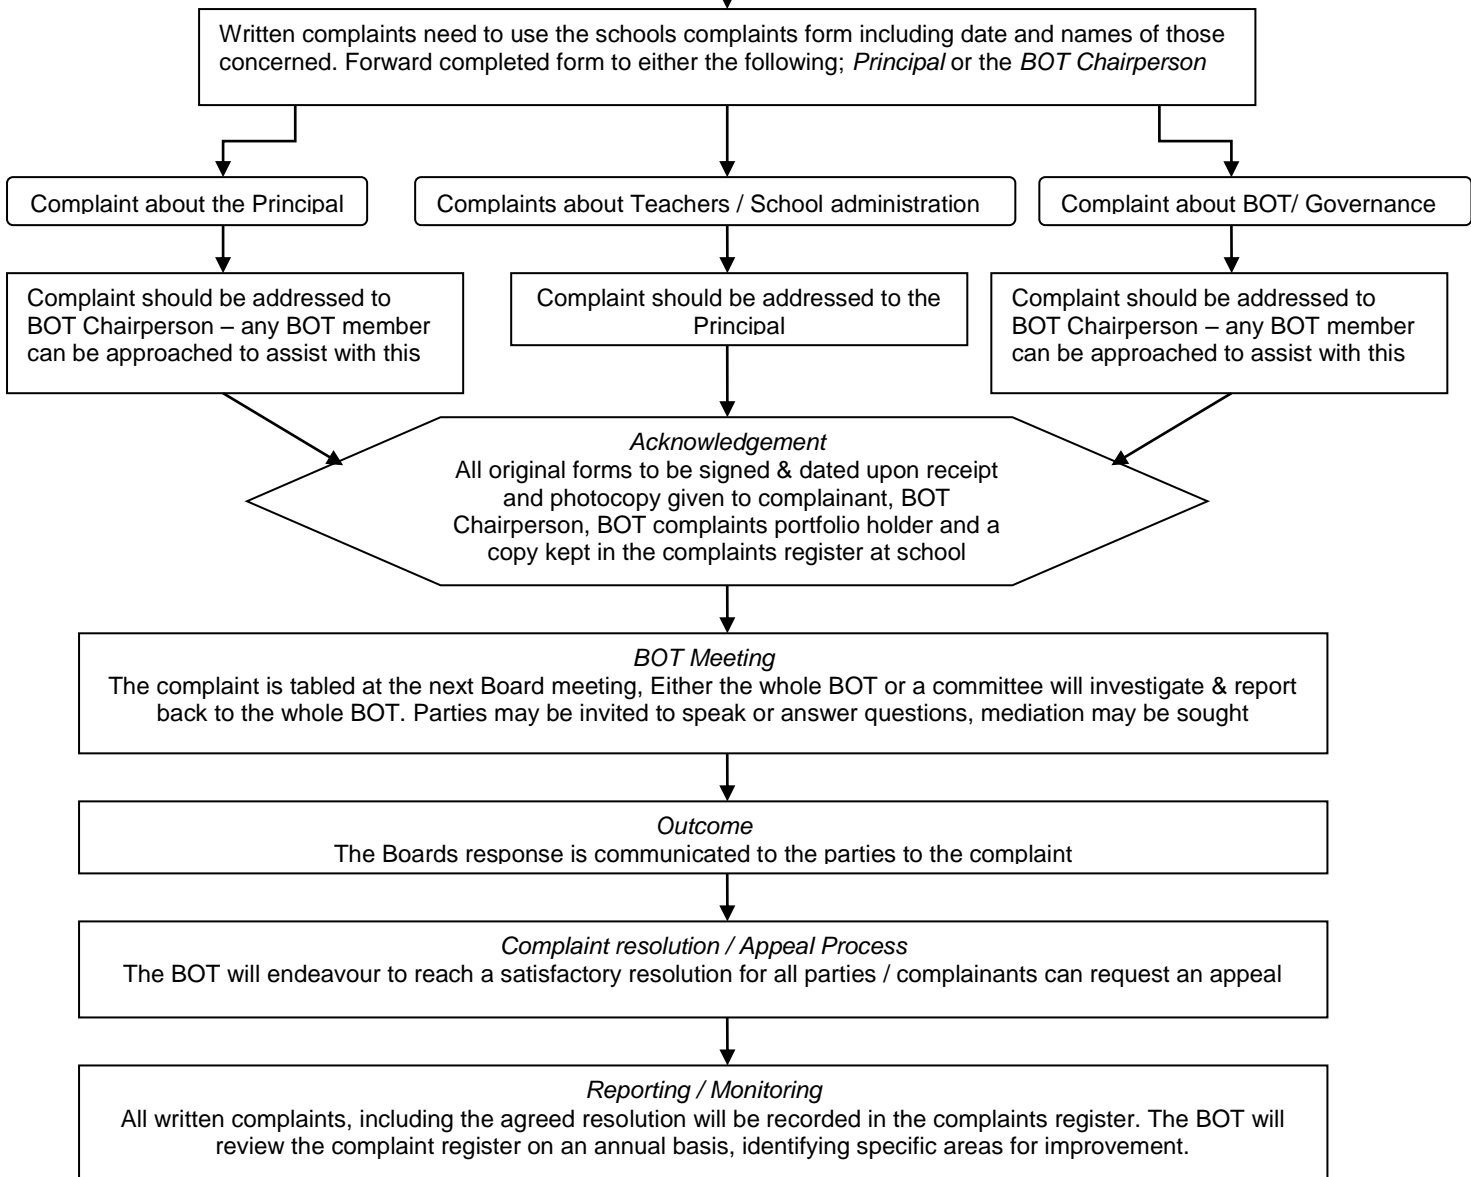 Written complaints need to use the schools complaints form including date and names of those
concerned. Forward completed form to either the following; Principal or the BOT Chairperson
Complaint about the Principal
Complaints about Teachers / School administration
Complaint about BOT/ Governance
Complaint should be addressed to
BOT Chairperson – any BOT member
can be approached to assist with this
Complaint should be addressed to the
Principal
Complaint should be addressed to
BOT Chairperson – any BOT member
can be approached to assist with this
Acknowledgement
All original forms to be signed & dated upon receipt
and photocopy given to complainant, BOT
Chairperson, BOT complaints portfolio holder and a
copy kept in the complaints register at school
BOT Meeting
The complaint is tabled at the next Board meeting, Either the whole BOT or a committee will investigate & report
back to the whole BOT. Parties may be invited to speak or answer questions, mediation may be sought
Outcome
The Boards response is communicated to the parties to the complaint
Complaint resolution / Appeal Process
The BOT will endeavour to reach a satisfactory resolution for all parties / complainants can request an appeal
Reporting / Monitoring
All written complaints, including the agreed resolution will be recorded in the complaints register. The BOT will
review the complaint register on an annual basis, identifying specific areas for improvement.